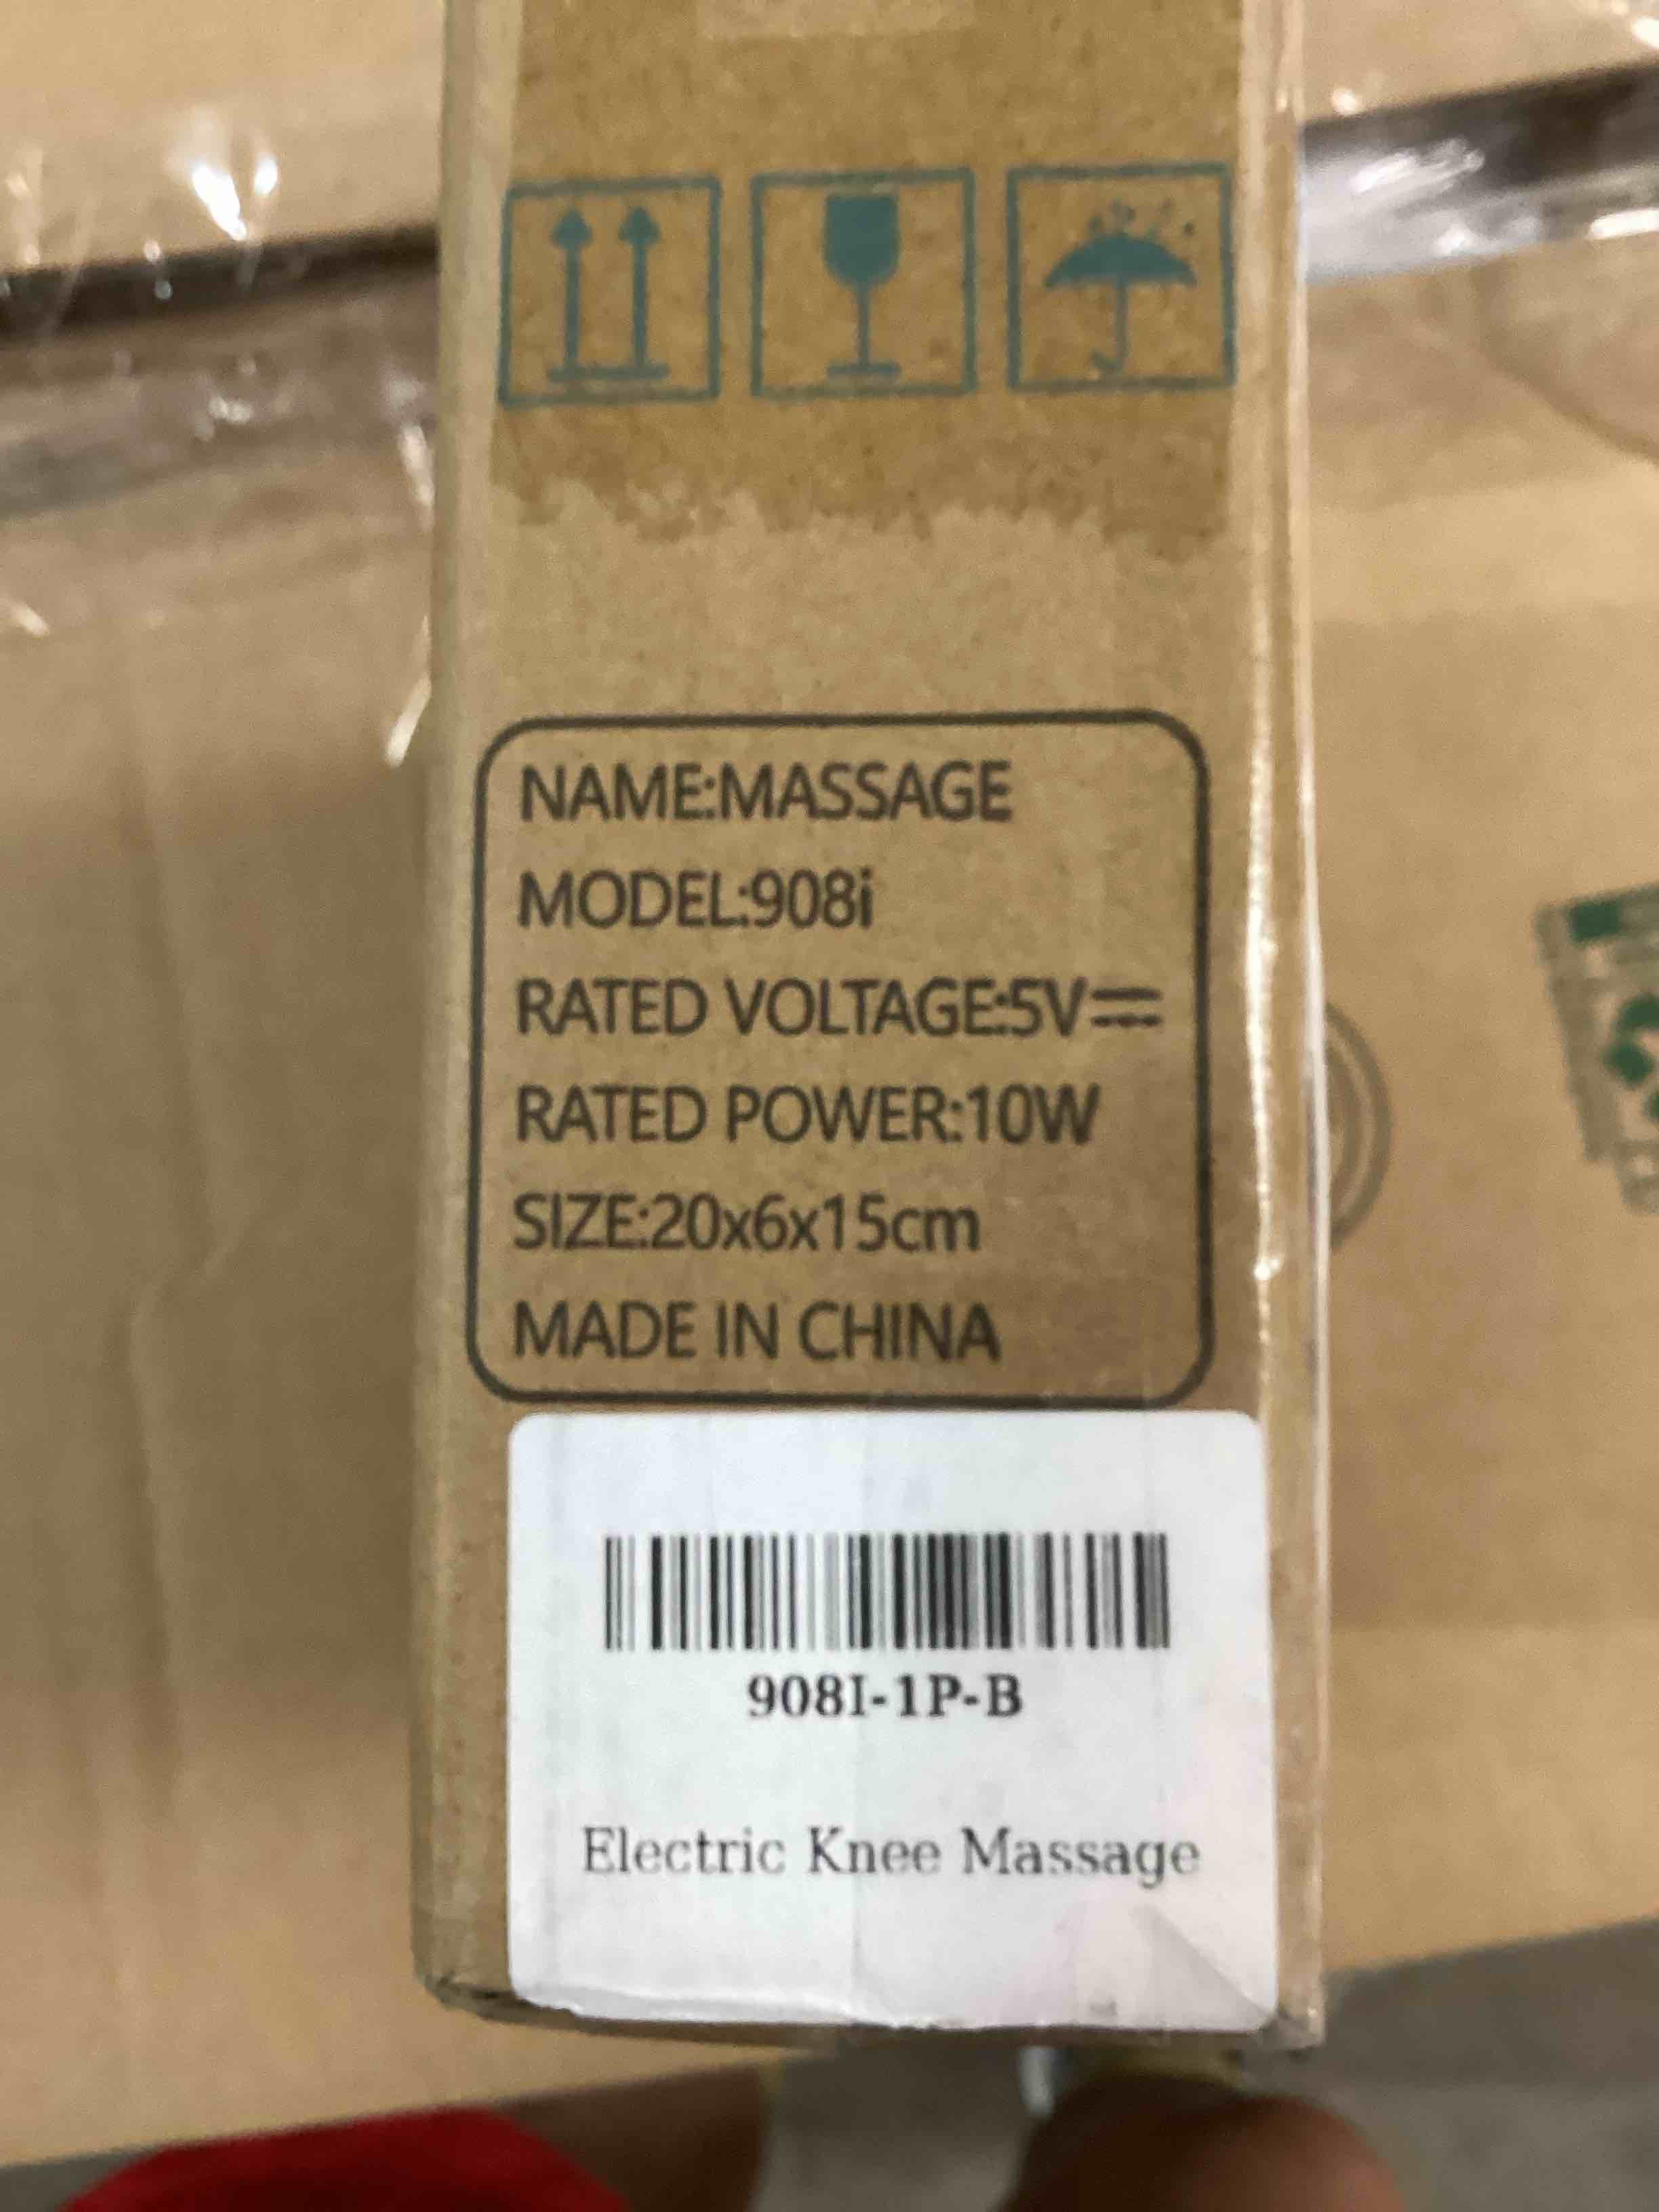 NAME:MASSAGE
MODEL:908i
RATED VOLTAGE:5V⎓
RATED POWER:10W
SIZE:20x6x15cm
MADE IN CHINA
908I-1P-B
Electric Knee Massage